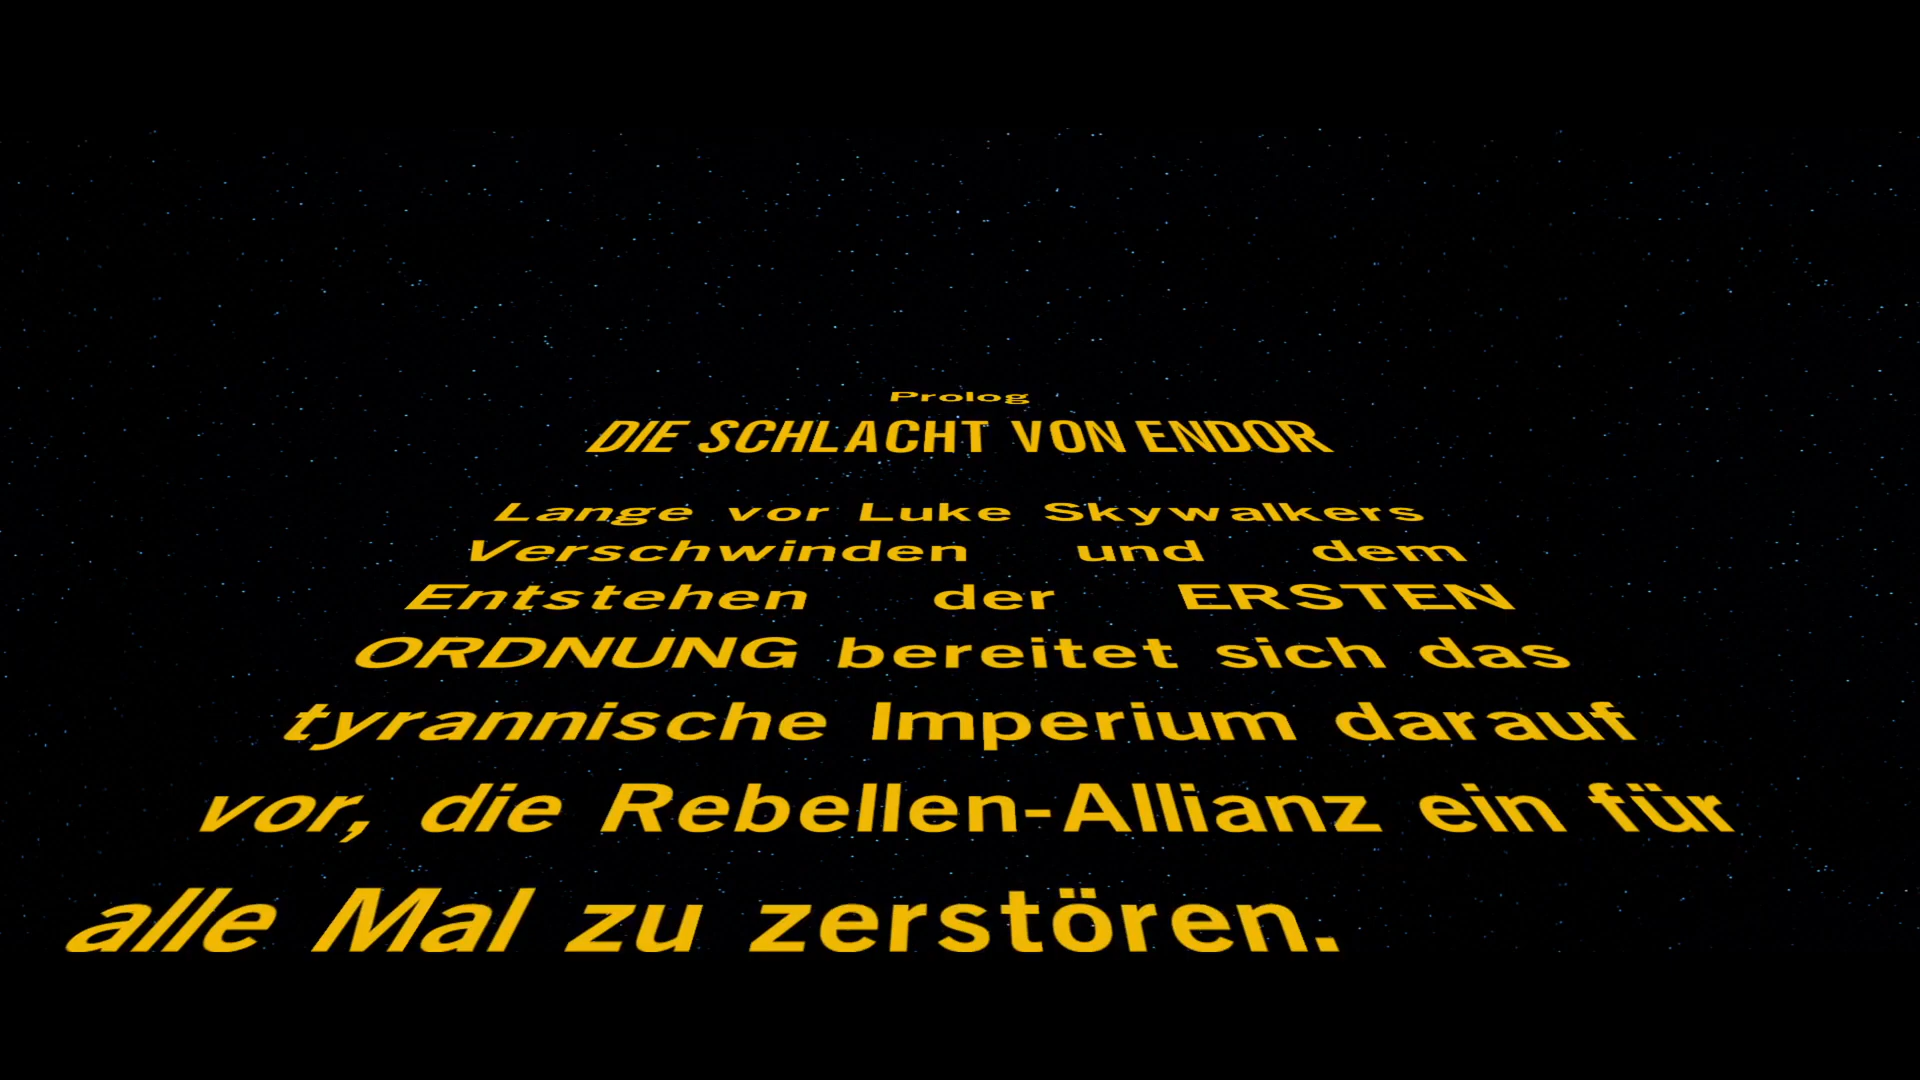 Prolog
DIE SCHLACHT VON ENDOR
Lange vor Luke Skywalkers
Verschwinden und dem
Entstehen der ERSTEN
ORDNUNG bereitet sich das
tyrannische Imperium darauf
vor, die Rebellen-Allianz ein für
alle Mal zu zerstören.